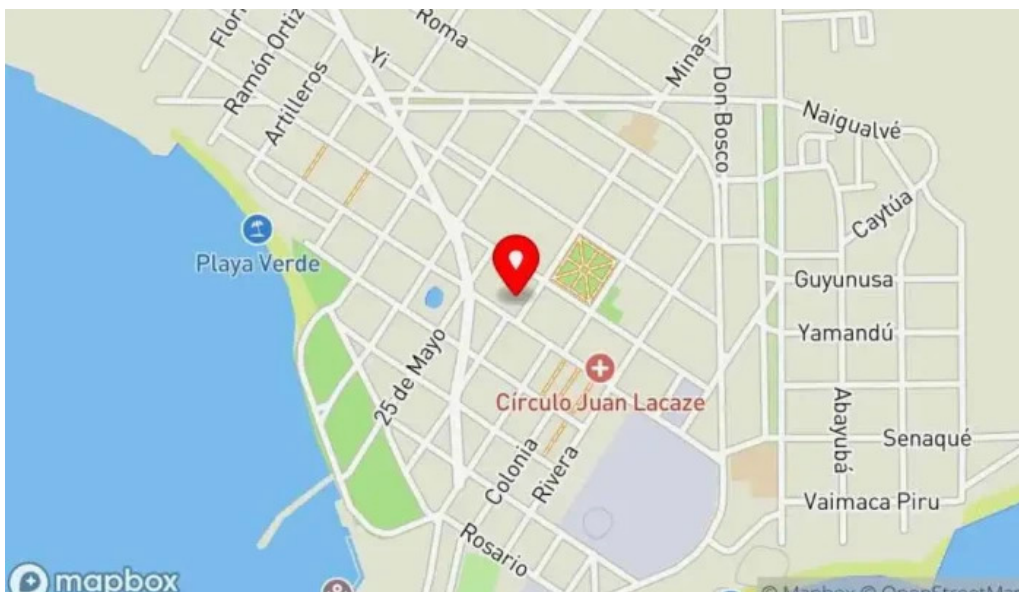 Flori
Ramón Ortiz
Artilleros
Yi
Roma
Minas
Don Bosco
Naigualvé
Caytúa
Guyunusa
Yamandú
Playa Verde
25 de Mayo
Círculo Juan Lacaze
Colonia
Rivera
Abayubá
Senaqué
Vaimaca Piru
Rosario
mapbox
© Mapbox © OpenStreetMap